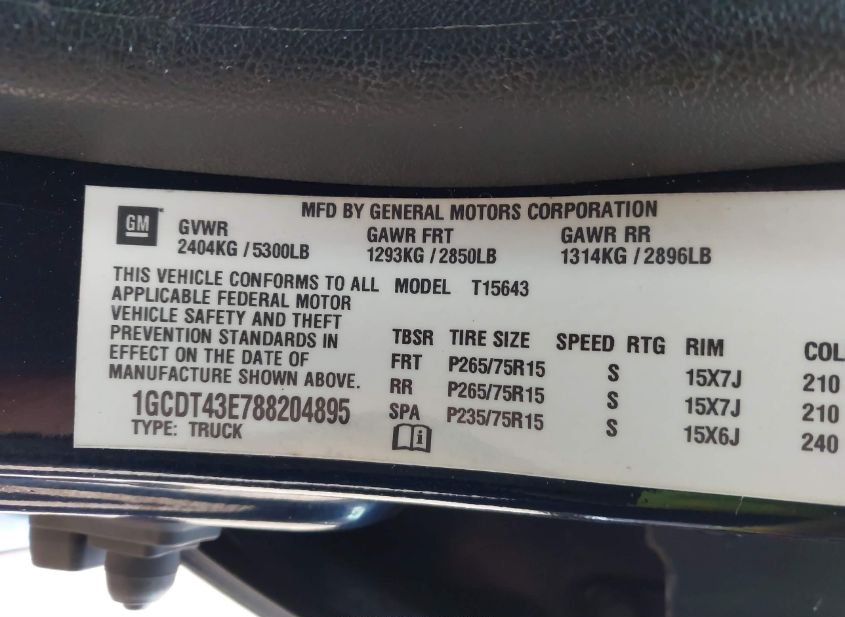 MFD BY GENERAL MOTORS CORPORATION
GM GVWR GAWR FRT GAWR RR
2404KG / 5300LB 1293KG / 2850LB 1314KG / 2896LB
THIS VEHICLE CONFORMS TO ALL
APPLICABLE FEDERAL MOTOR
VEHICLE SAFETY AND THEFT
PREVENTION STANDARDS IN
EFFECT ON THE DATE OF
MANUFACTURE SHOWN ABOVE.
1GCDT43E788204895
TYPE: TRUCK
MODEL T15643
TBSR TIRE SIZE SPEED RTG RIM COL
FRT P265/75R15 S 15X7J 210
RR P265/75R15 S 15X7J 210
SPA P235/75R15 S 15X6J 240
i